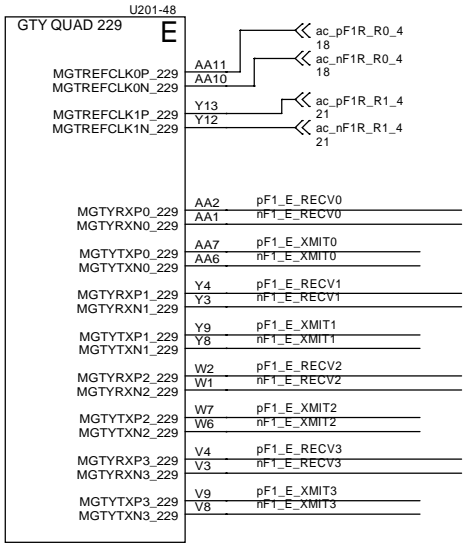 U201-48
GTY QUAD 229 E
MGTREFCLK0P_229 AA11 ac_pF1R_R0_4
18
MGTREFCLK0N_229 AA10 ac_nF1R_R0_4
18
MGTREFCLK1P_229 Y13 ac_pF1R_R1_4
21
MGTREFCLK1N_229 Y12 ac_nF1R_R1_4
21
MGTYRXP0_229 AA2 pF1_E_RECV0
MGTYRXN0_229 AA1 nF1_E_RECV0
MGTYTXP0_229 AA7 pF1_E_XMIT0
MGTYTXN0_229 AA6 nF1_E_XMIT0
MGTYRXP1_229 Y4 pF1_E_RECV1
MGTYRXN1_229 Y3 nF1_E_RECV1
MGTYTXP1_229 Y9 pF1_E_XMIT1
MGTYTXN1_229 Y8 nF1_E_XMIT1
MGTYRXP2_229 W2 pF1_E_RECV2
MGTYRXN2_229 W1 nF1_E_RECV2
MGTYTXP2_229 W7 pF1_E_XMIT2
MGTYTXN2_229 W6 nF1_E_XMIT2
MGTYRXP3_229 V4 pF1_E_RECV3
MGTYRXN3_229 V3 nF1_E_RECV3
MGTYTXP3_229 V9 pF1_E_XMIT3
MGTYTXN3_229 V8 nF1_E_XMIT3